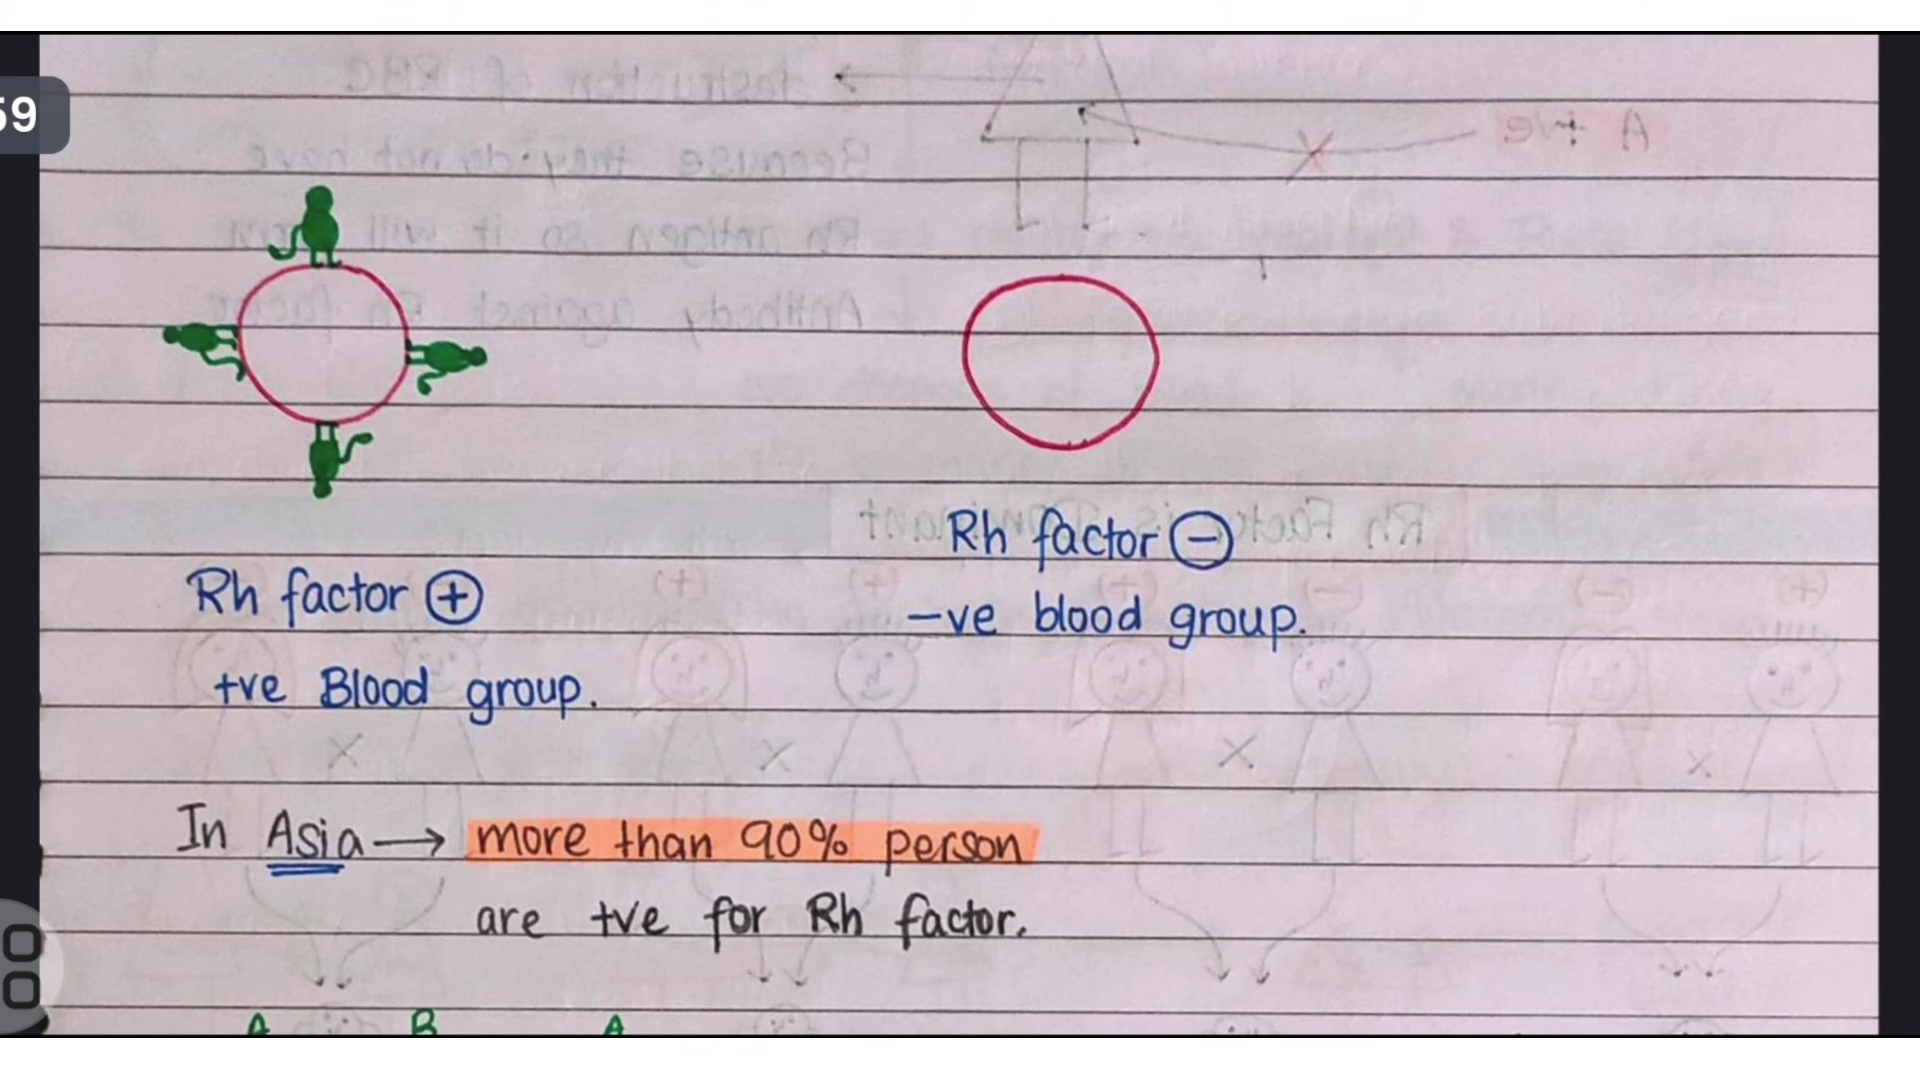 59
Rh factor ⊖
-ve blood group.
Rh factor ⊕
+ve Blood group.
In Asia → more than 90% person
are +ve for Rh factor.
A B A